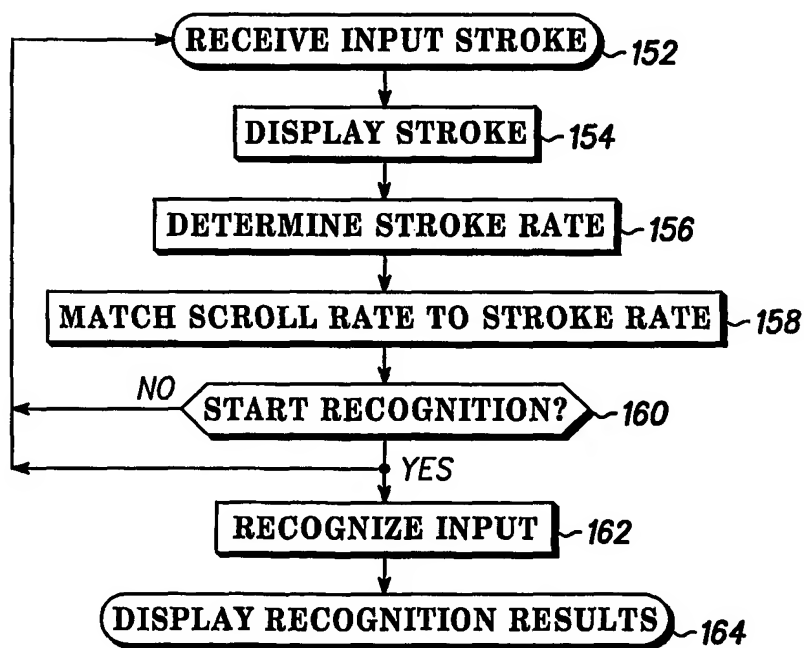 RECEIVE INPUT STROKE 152
DISPLAY STROKE 154
DETERMINE STROKE RATE 156
MATCH SCROLL RATE TO STROKE RATE 158
NO START RECOGNITION? 160
YES
RECOGNIZE INPUT 162
DISPLAY RECOGNITION RESULTS 164